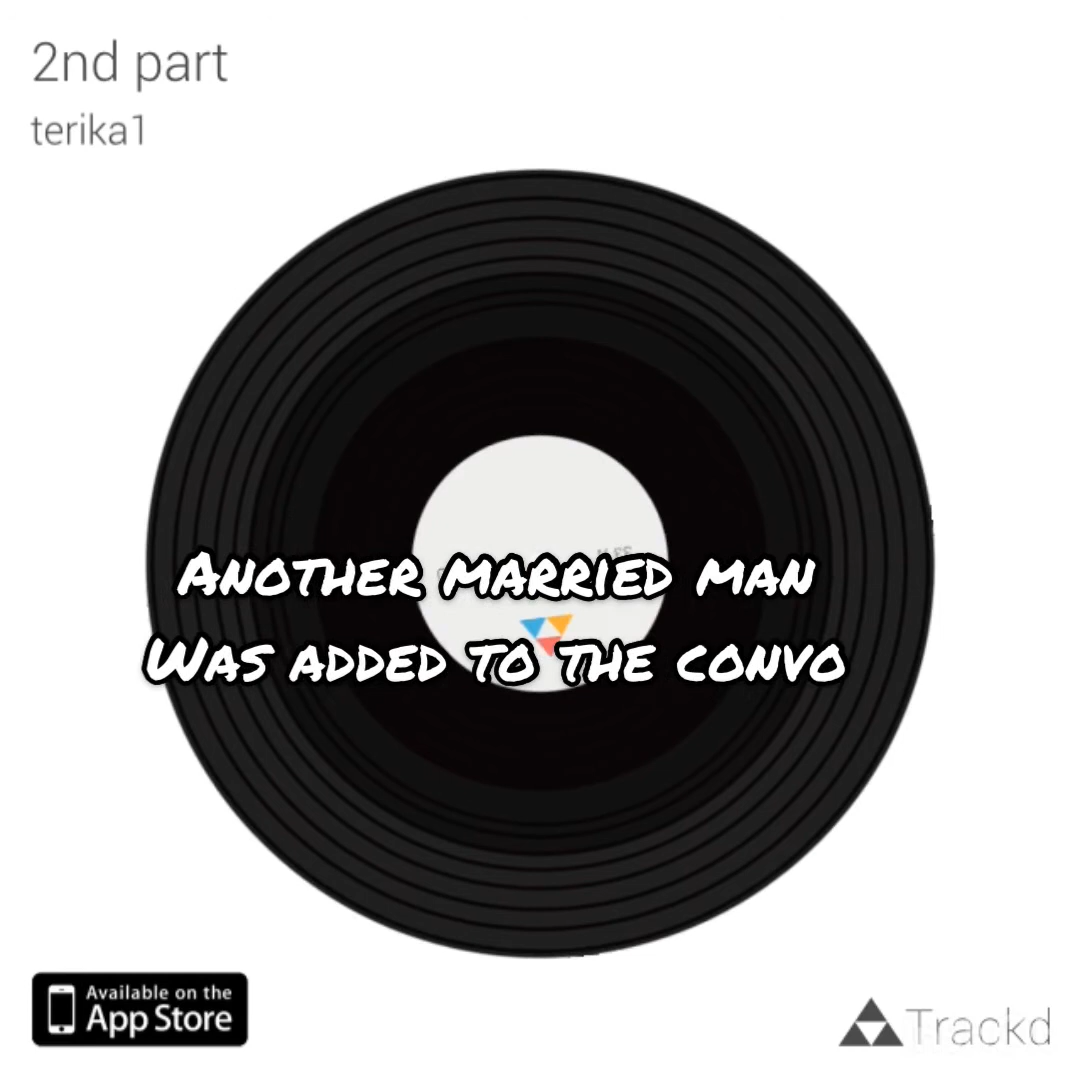 2nd part
terika1
Another married man
Was added to the convo
Available on the
App Store
Trackd